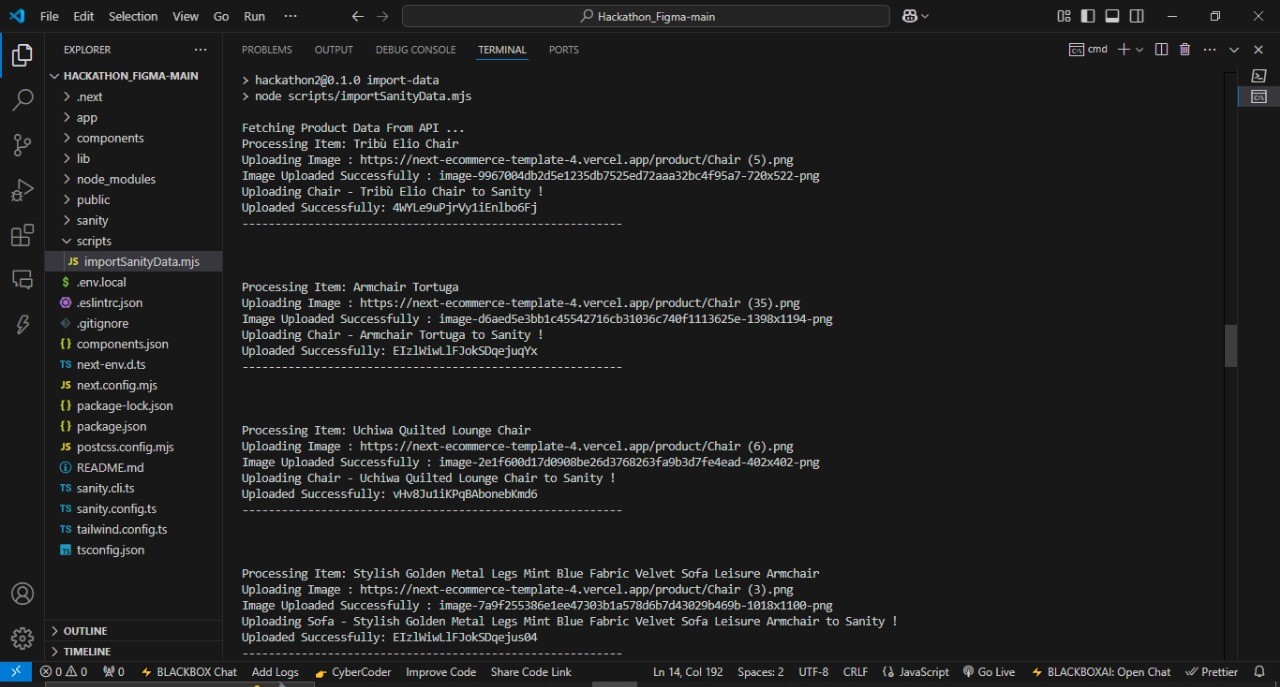 File Edit Selection View Go Run ··· Hackathon_Figma-main
EXPLORER ···
HACKATHON_FIGMA-MAIN
.next
app
components
lib
node_modules
public
sanity
scripts
JS importSanityData.mjs
$ .env.local
.eslintrc.json
.gitignore
{} components.json
TS next-env.d.ts
JS next.config.mjs
{} package-lock.json
{} package.json
JS postcss.config.mjs
README.md
TS sanity.cli.ts
TS sanity.config.ts
TS tailwind.config.ts
TS tsconfig.json
OUTLINE
TIMELINE
PROBLEMS OUTPUT DEBUG CONSOLE TERMINAL PORTS cmd
> hackathon2@0.1.0 import-data
> node scripts/importSanityData.mjs
Fetching Product Data From API ...
Processing Item: Tribù Elio Chair
Uploading Image : https://next-ecommerce-template-4.vercel.app/product/Chair (5).png
Image Uploaded Successfully : image-9967004db2d5e1235db7525ed72aaa32bc4f95a7-720x522-png
Uploading Chair - Tribù Elio Chair to Sanity !
Uploaded Successfully: 4WYLe9uPjrVy1iEnlbo6Fj
----------------------------------------------------------
Processing Item: Armchair Tortuga
Uploading Image : https://next-ecommerce-template-4.vercel.app/product/Chair (35).png
Image Uploaded Successfully : image-d6aed5e3bb1c45542716cb31036c740f1113625e-1398x1194-png
Uploading Chair - Armchair Tortuga to Sanity !
Uploaded Successfully: EIzlWiwLlFJokSDqejuqYx
----------------------------------------------------------
Processing Item: Uchiwa Quilted Lounge Chair
Uploading Image : https://next-ecommerce-template-4.vercel.app/product/Chair (6).png
Image Uploaded Successfully : image-2e1f600d17d0908be26d3768263fa9b3d7fe4ead-402x402-png
Uploading Chair - Uchiwa Quilted Lounge Chair to Sanity !
Uploaded Successfully: vHv8Ju1iKPqBAbonebKmd6
----------------------------------------------------------
Processing Item: Stylish Golden Metal Legs Mint Blue Fabric Velvet Sofa Leisure Armchair
Uploading Image : https://next-ecommerce-template-4.vercel.app/product/Chair (3).png
Image Uploaded Successfully : image-7a9f255386e1ee47303b1a578d6b7d43029b469b-1018x1100-png
Uploading Sofa - Stylish Golden Metal Legs Mint Blue Fabric Velvet Sofa Leisure Armchair to Sanity !
Uploaded Successfully: EIzlWiwLlFJokSDqejus04
----------------------------------------------------------
0 0 0 BLACKBOX Chat Add Logs CyberCoder Improve Code Share Code Link Ln 14, Col 192 Spaces: 2 UTF-8 CRLF {} JavaScript Go Live BLACKBOXAI: Open Chat Prettier